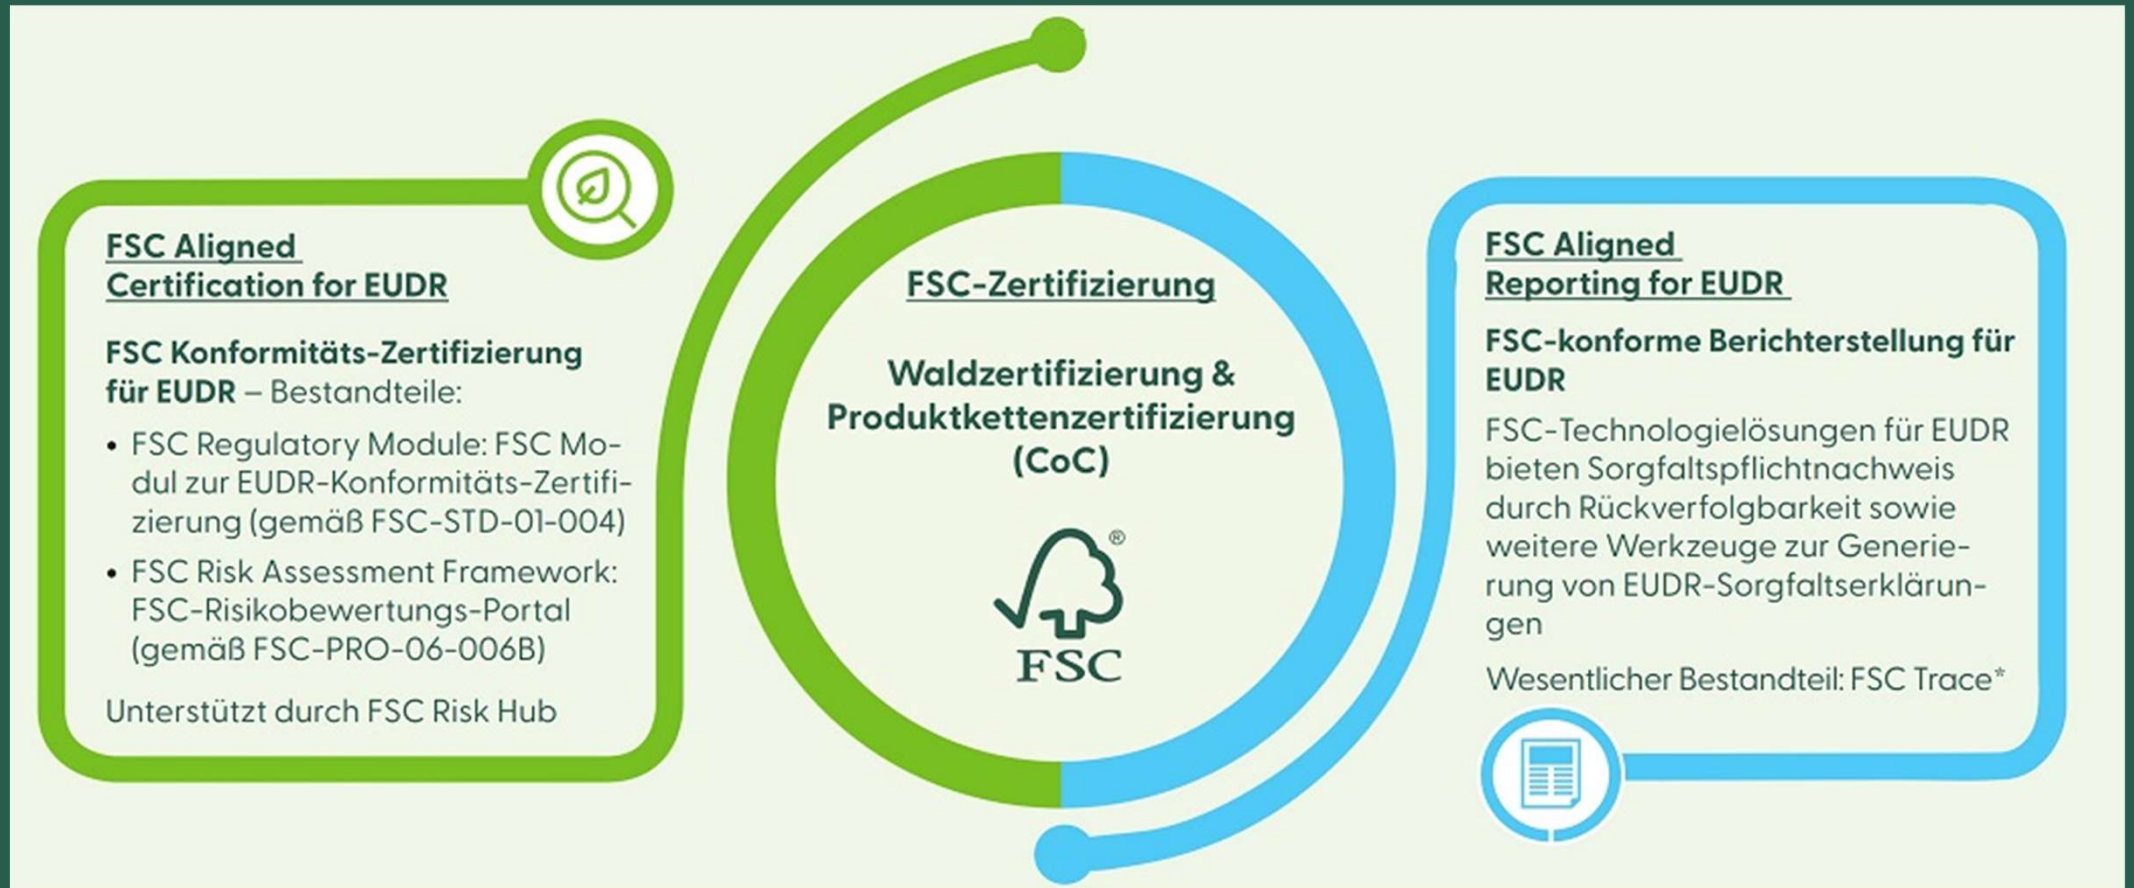 FSC Aligned
Certification for EUDR
FSC Konformitäts-Zertifizierung
für EUDR – Bestandteile:
• FSC Regulatory Module: FSC Mo-
dul zur EUDR-Konformitäts-Zertifi-
zierung (gemäß FSC-STD-01-004)
• FSC Risk Assessment Framework:
FSC-Risikobewertungs-Portal
(gemäß FSC-PRO-06-006B)
Unterstützt durch FSC Risk Hub
FSC-Zertifizierung
Waldzertifizierung &
Produktkettenzertifizierung
(CoC)
®
FSC
FSC Aligned
Reporting for EUDR
FSC-konforme Berichterstellung für
EUDR
FSC-Technologielösungen für EUDR
bieten Sorgfaltspflichtnachweis
durch Rückverfolgbarkeit sowie
weitere Werkzeuge zur Generie-
rung von EUDR-Sorgfaltserklärun-
gen
Wesentlicher Bestandteil: FSC Trace*